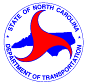 STATE OF NORTH CAROLINA
DEPARTMENT OF TRANSPORTATION